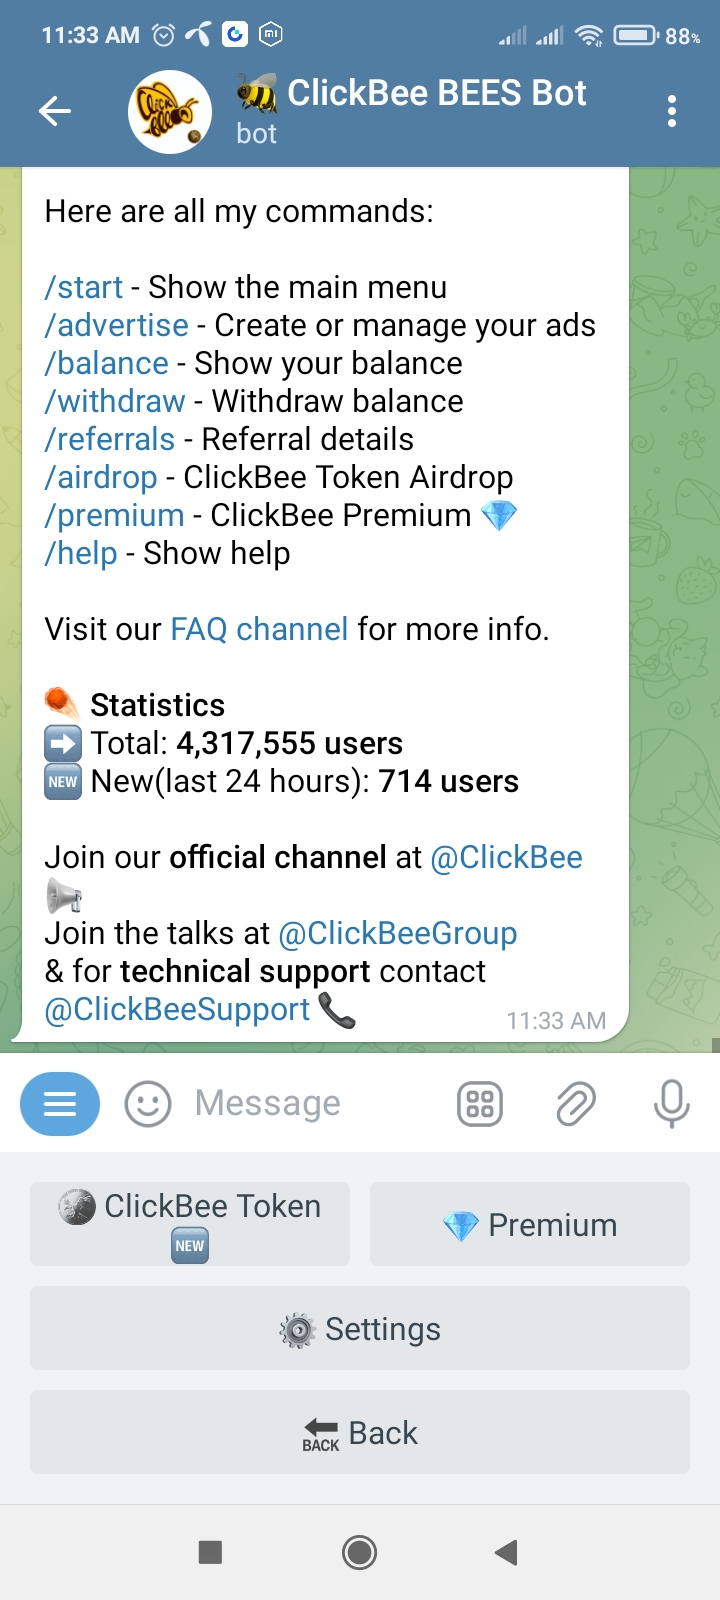 11:33 AM
88%
ClickBee BEES Bot
bot
Here are all my commands:
/start - Show the main menu
/advertise - Create or manage your ads
/balance - Show your balance
/withdraw - Withdraw balance
/referrals - Referral details
/airdrop - ClickBee Token Airdrop
/premium - ClickBee Premium 💎
/help - Show help
Visit our FAQ channel for more info.
☄️ Statistics
➡️ Total: 4,317,555 users
🆕 New(last 24 hours): 714 users
Join our official channel at @ClickBee
📢
Join the talks at @ClickBeeGroup
& for technical support contact
@ClickBeeSupport 📞
11:33 AM
Message
ClickBee Token
NEW
💎 Premium
⚙️ Settings
🔙 Back